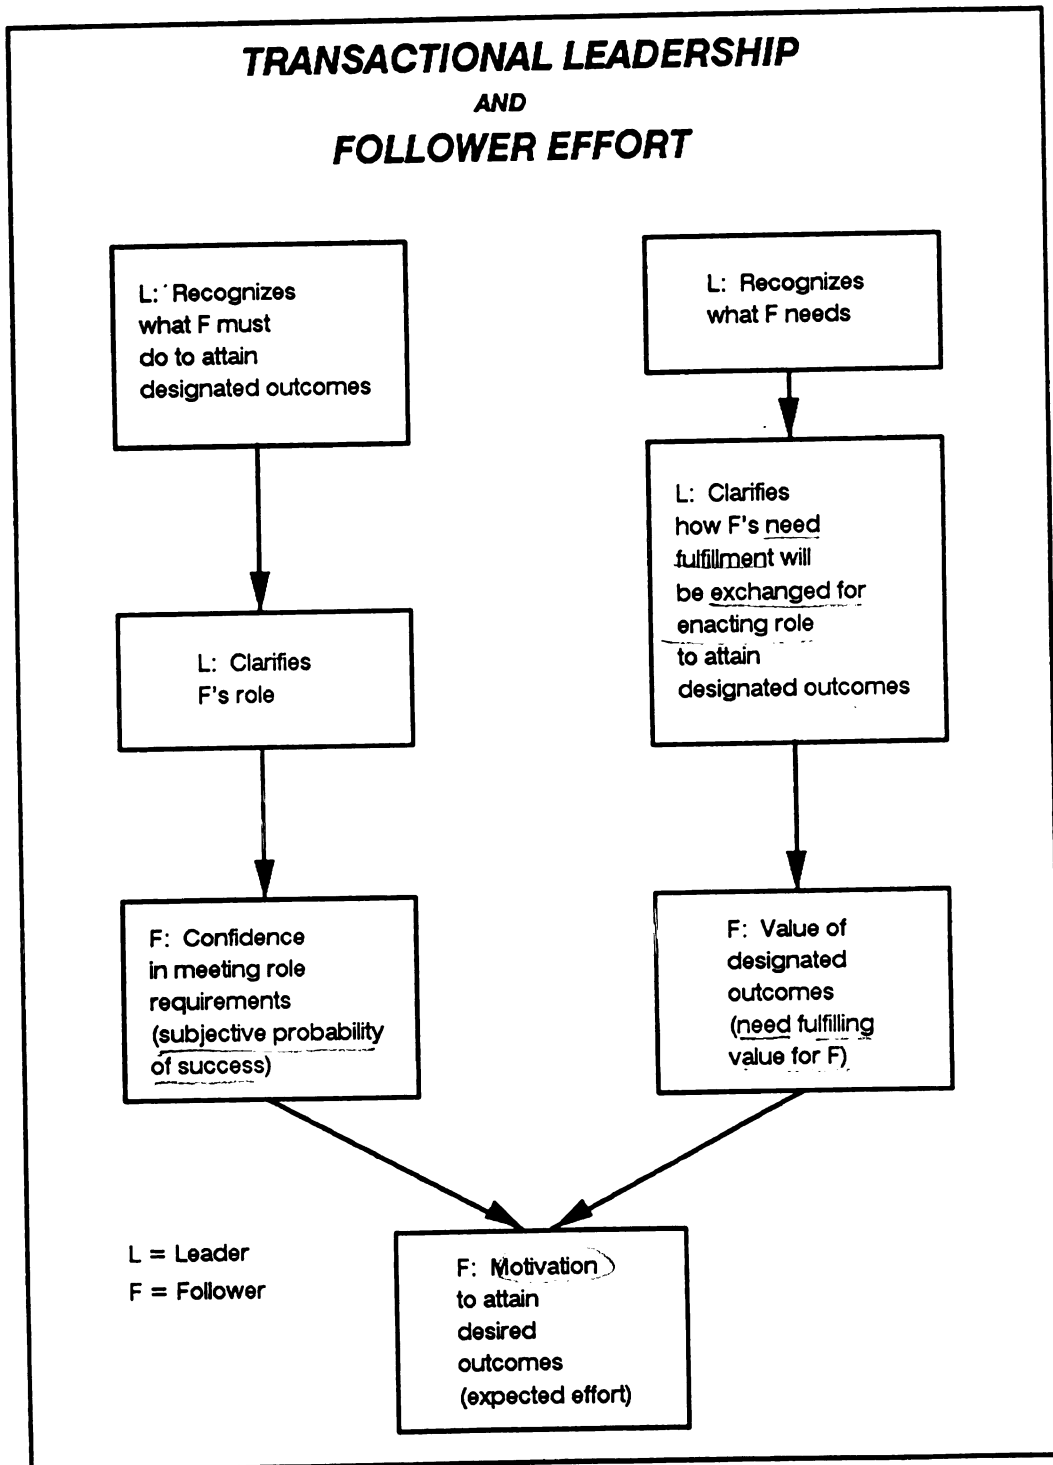 TRANSACTIONAL LEADERSHIP
AND
FOLLOWER EFFORT
L: Recognizes
what F must
do to attain
designated outcomes
L: Clarifies
F's role
F: Confidence
in meeting role
requirements
(subjective probability
of success)
L: Recognizes
what F needs
L: Clarifies
how F's need
fulfillment will
be exchanged for
enacting role
to attain
designated outcomes
F: Value of
designated
outcomes
(need fulfilling
value for F)
F: Motivation
to attain
desired
outcomes
(expected effort)
L = Leader
F = Follower